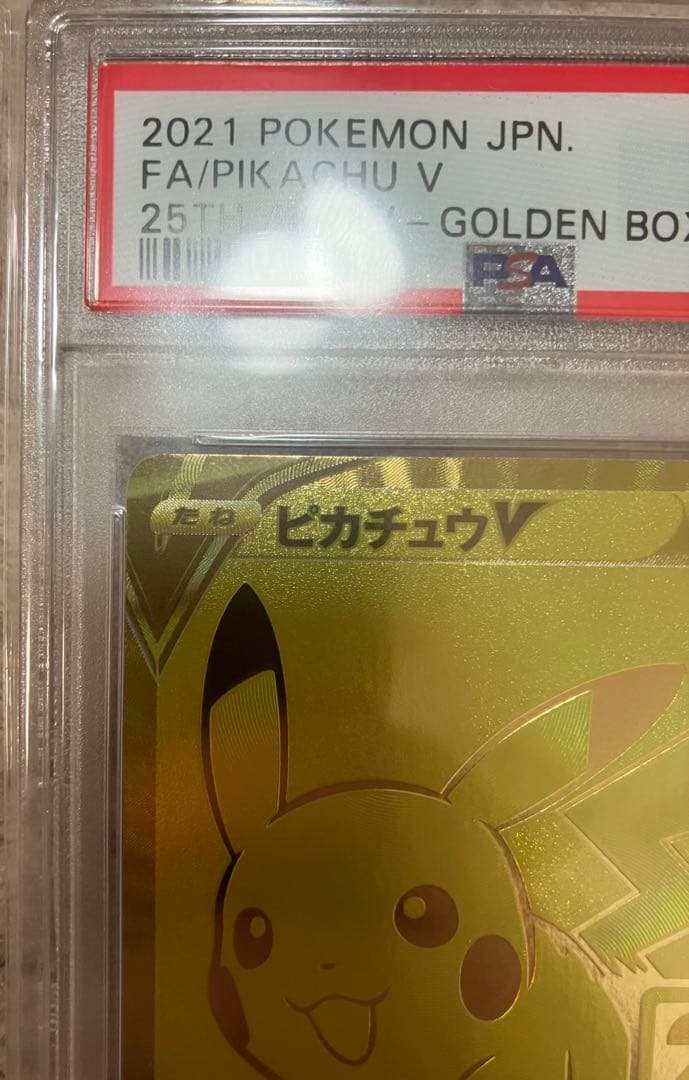 2021 POKEMON JPN.
FA/PIKACHU V
25TH – GOLDEN BOX
PSA
たね ピカチュウV